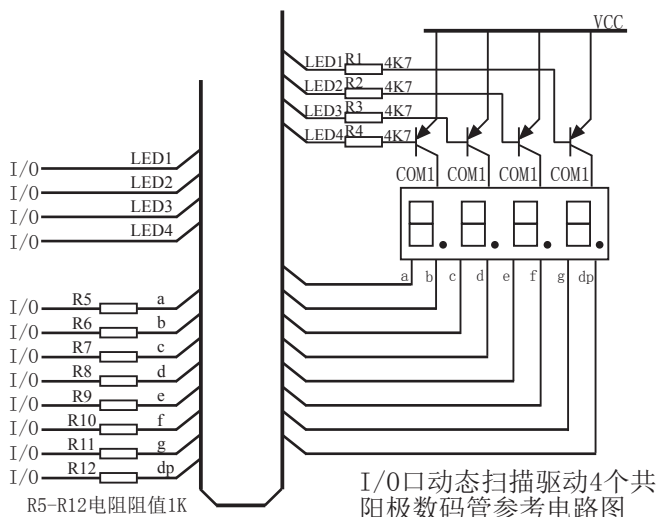 VCC
LED1 R1 4K7
LED2 R2 4K7
LED3 R3 4K7
LED4 R4 4K7
COM1 COM1 COM1 COM1
I/O LED1
I/O LED2
I/O LED3
I/O LED4
a b c d e f g dp
I/O R5 a
I/O R6 b
I/O R7 c
I/O R8 d
I/O R9 e
I/O R10 f
I/O R11 g
I/O R12 dp
R5-R12电阻阻值1K
I/O口动态扫描驱动4个共
阳极数码管参考电路图